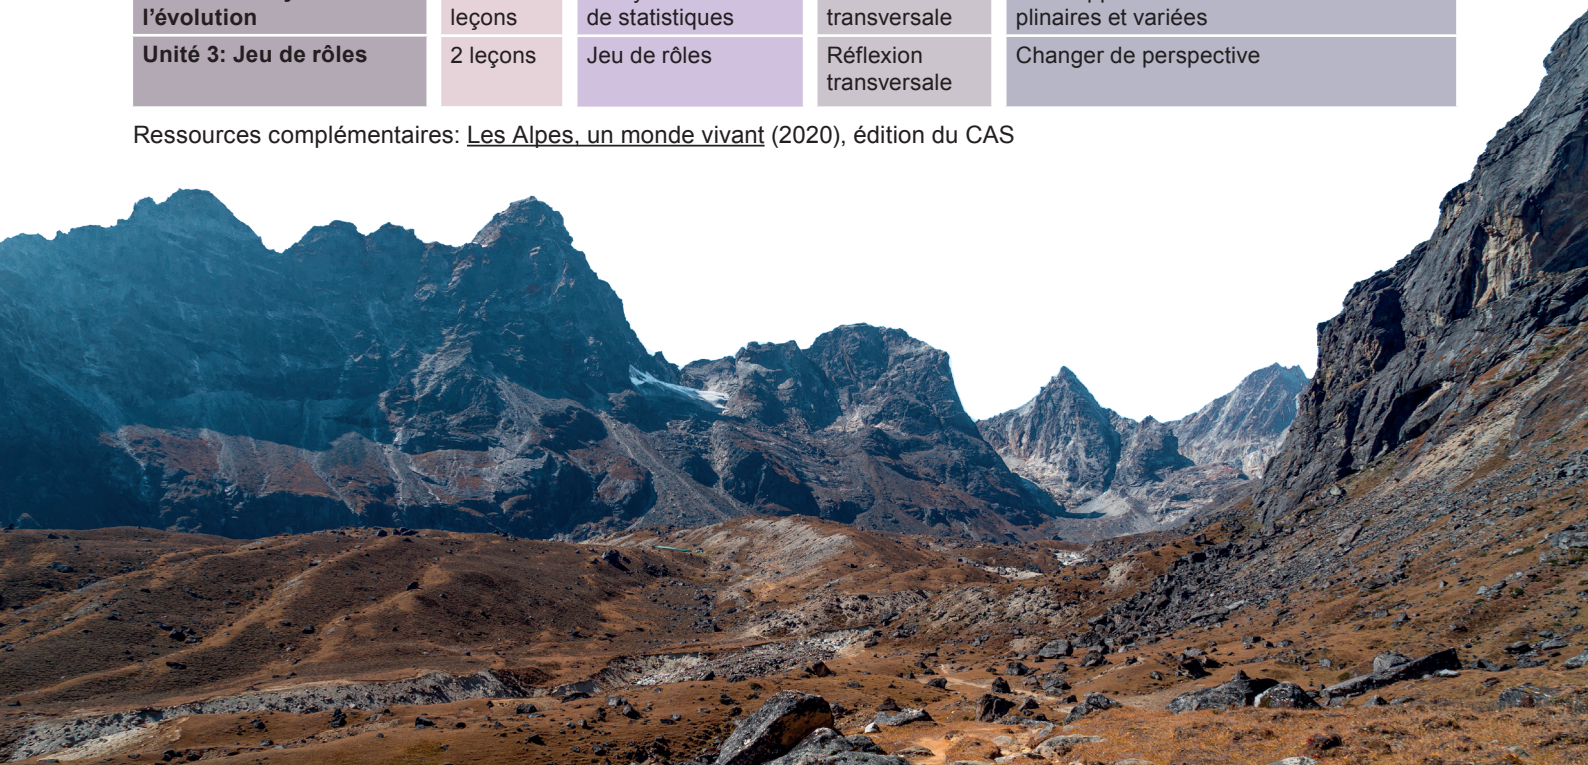 l’évolution
leçons
de statistiques
transversale
plinaires et variées
Unité 3: Jeu de rôles
2 leçons
Jeu de rôles
Réflexion
transversale
Changer de perspective
Ressources complémentaires: Les Alpes, un monde vivant (2020), édition du CAS